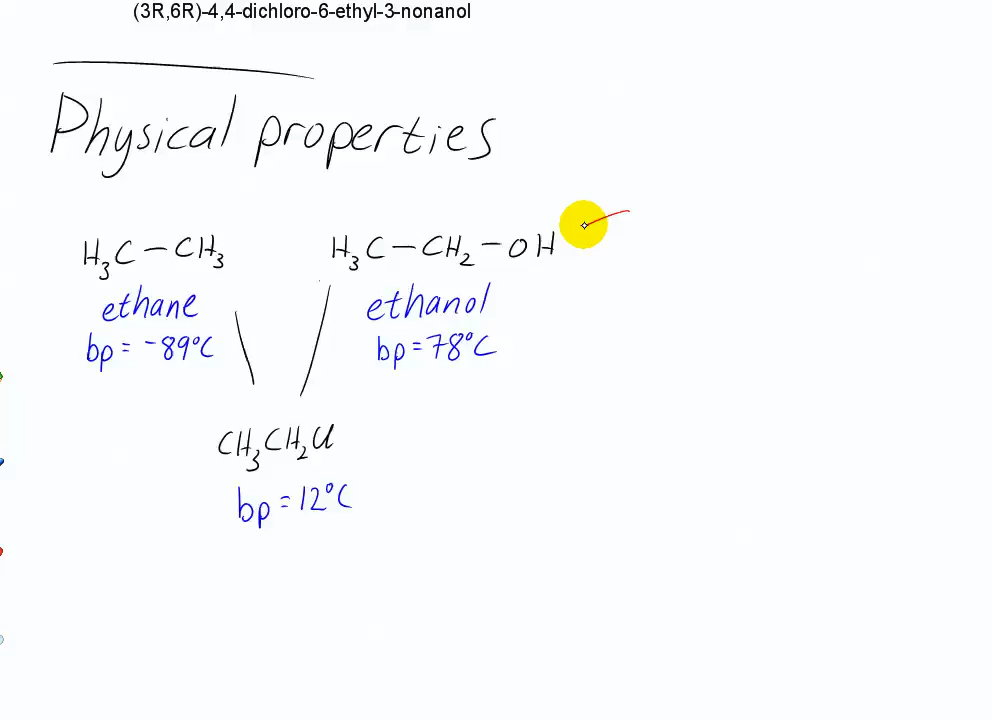 (3R,6R)-4,4-dichloro-6-ethyl-3-nonanol
Physical properties
H₃C-CH₃ H₃C-CH₂-OH
ethane ethanol
bp=-89°C bp=78°C
CH₃CH₂Cl
bp=12°C